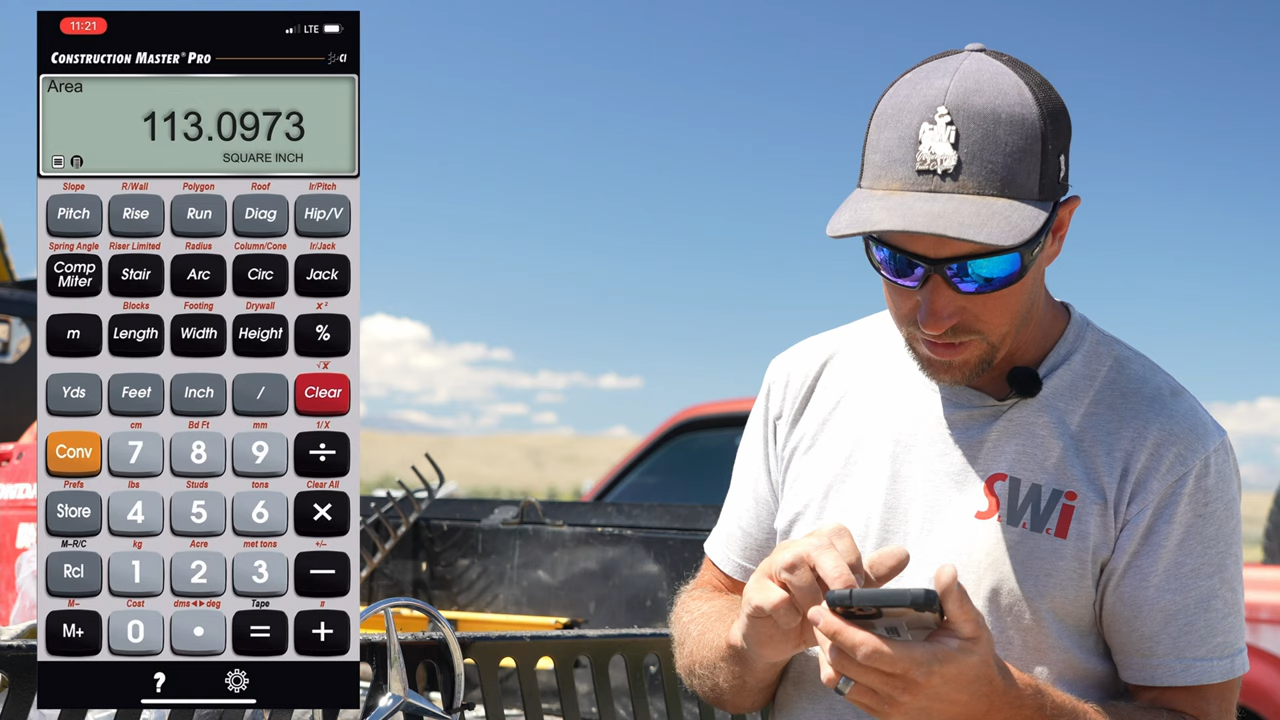 11:21
LTE
CONSTRUCTION MASTER® PRO
CI
Area
113.0973
SQUARE INCH
Slope R/Wall Polygon Roof Ir/Pitch
Pitch Rise Run Diag Hip/V
Spring Angle Riser Limited Radius Column/Cone Ir/Jack
Comp Miter Stair Arc Circ Jack
Blocks Footing Drywall x²
m Length Width Height %
√x
Yds Feet Inch / Clear
cm Bd Ft mm 1/X
Conv 7 8 9 ÷
Prefs lbs Studs tons Clear All
Store 4 5 6 ×
M-R/C kg Acre met tons +/-
Rcl 1 2 3 −
M- Cost dms◄►deg Tape π
M+ 0 • = +
?
SWi
LLC